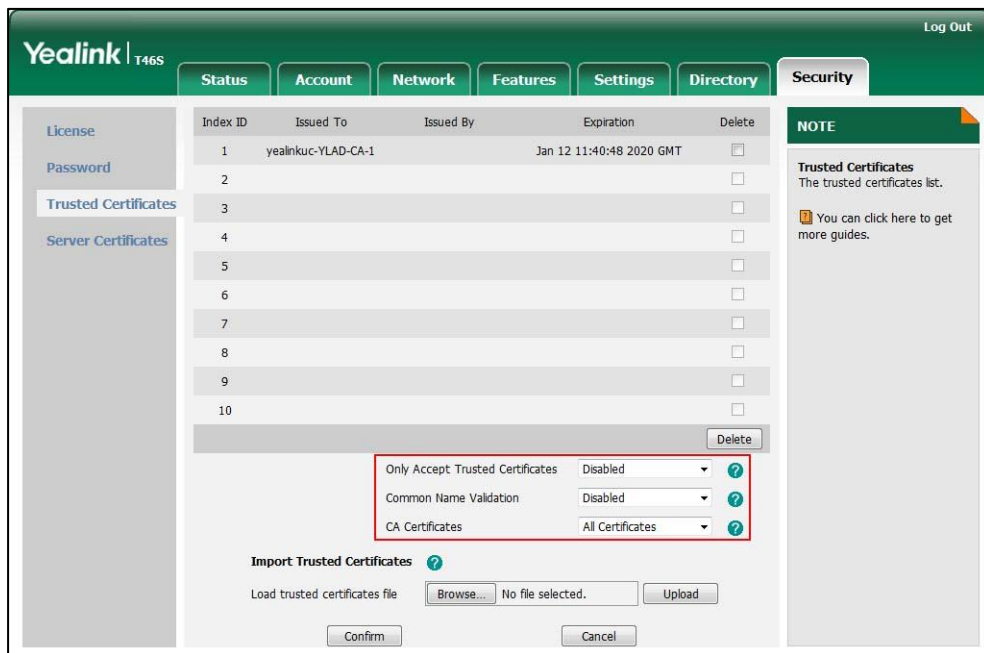 Log Out
Yealink | T46S
Status Account Network Features Settings Directory Security
License
Password
Trusted Certificates
Server Certificates
Index ID Issued To Issued By Expiration Delete
1 yealinkuc-YLAD-CA-1 Jan 12 11:40:48 2020 GMT
2
3
4
5
6
7
8
9
10
Delete
Only Accept Trusted Certificates Disabled ?
Common Name Validation Disabled ?
CA Certificates All Certificates ?
Import Trusted Certificates ?
Load trusted certificates file Browse... No file selected. Upload
Confirm Cancel
NOTE
Trusted Certificates
The trusted certificates list.
? You can click here to get
more guides.